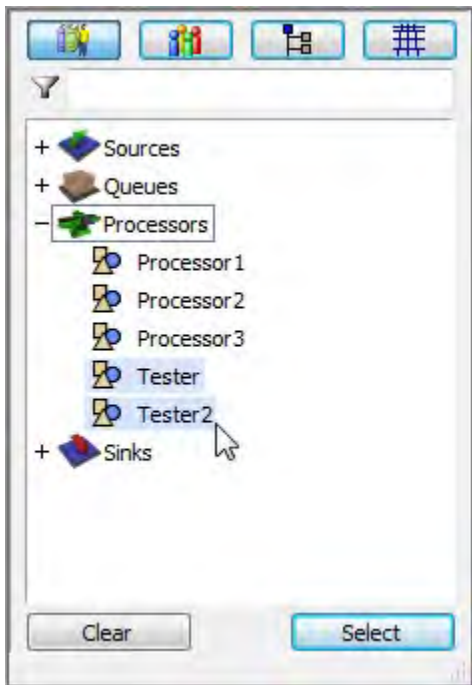 Sources
Queues
Processors
Processor1
Processor2
Processor3
Tester
Tester2
Sinks
Clear Select